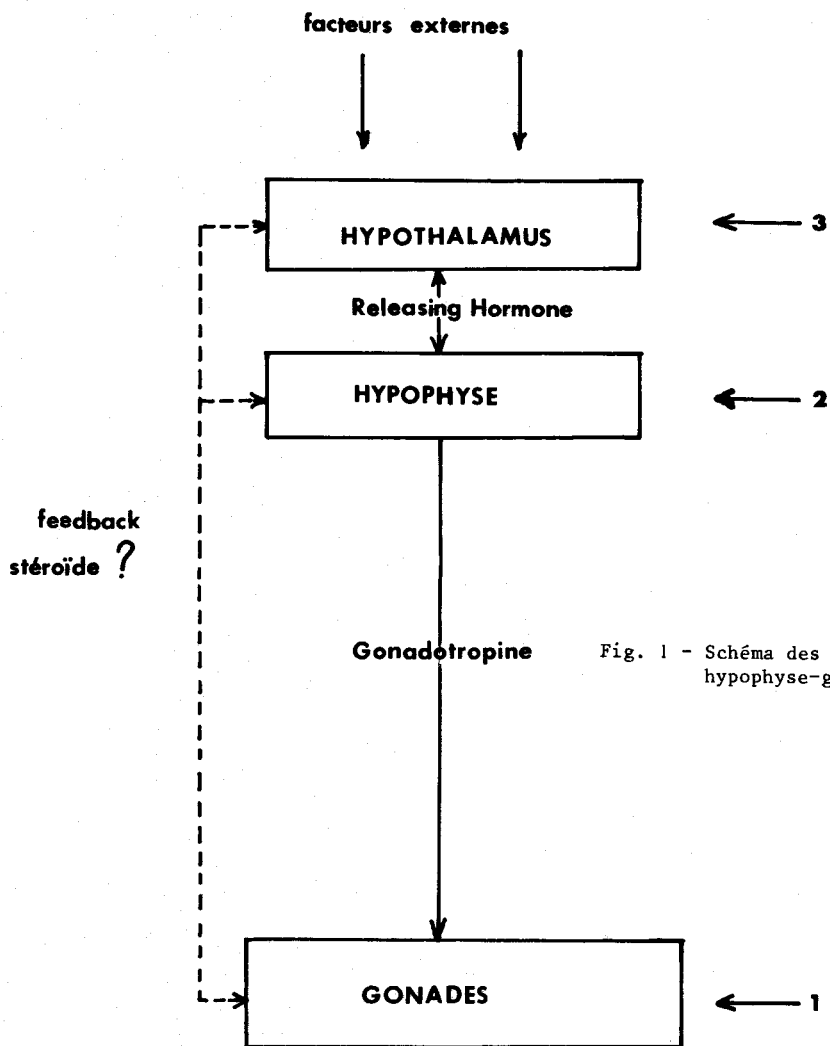 facteurs externes
HYPOTHALAMUS
3
Releasing Hormone
HYPOPHYSE
2
feedback
stéroïde ?
Gonadotropine
Fig. 1 - Schéma des
hypophyse-g
GONADES
1